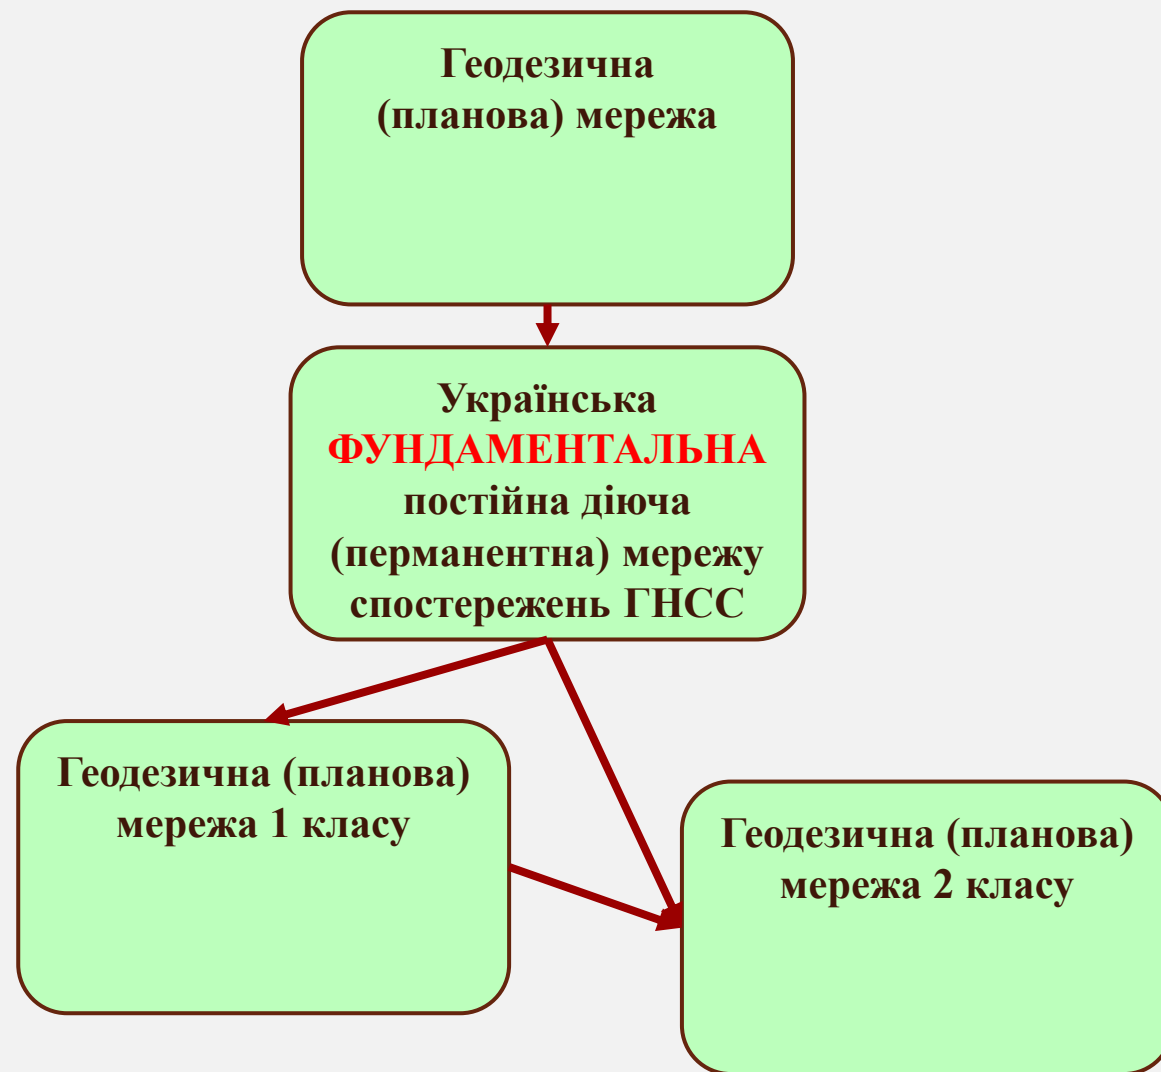 Геодезична
(планова) мережа
Українська
ФУНДАМЕНТАЛЬНА
постійна діюча
(перманентна) мережу
спостережень ГНСС
Геодезична (планова)
мережа 1 класу
Геодезична (планова)
мережа 2 класу